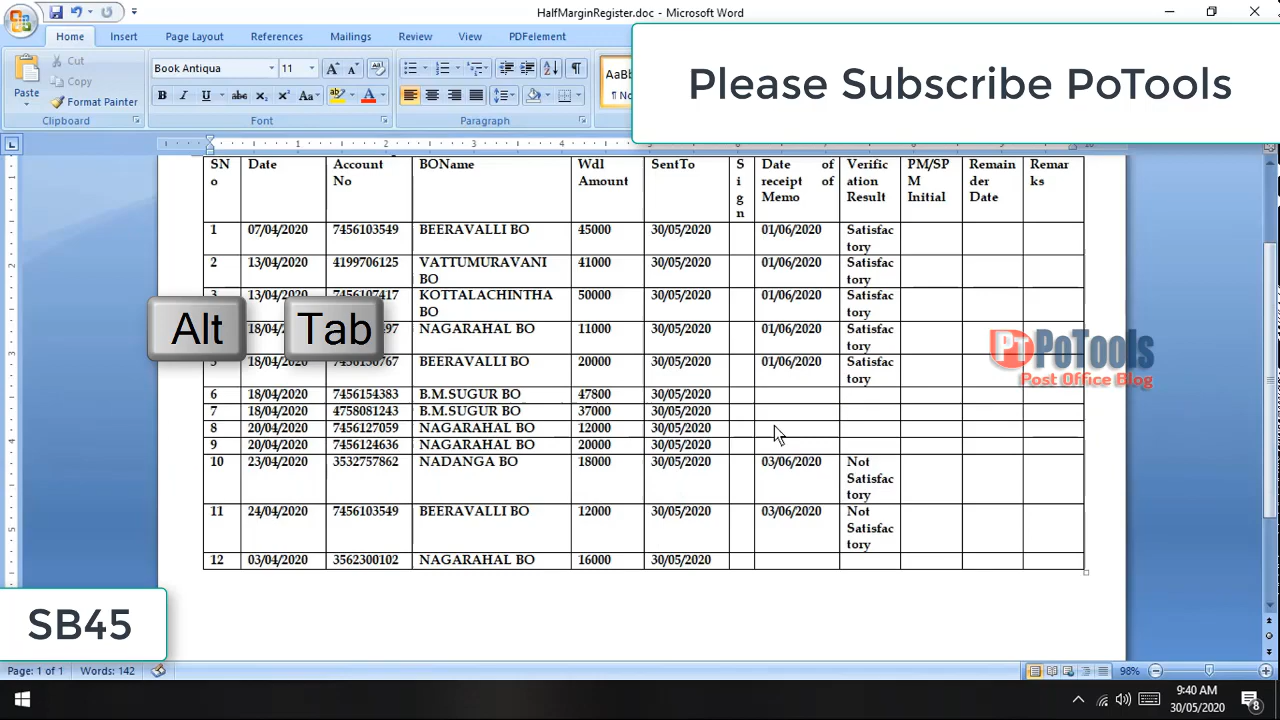 HalfMarginRegister.doc - Microsoft Word
Home Insert Page Layout References Mailings Review View PDFelement
Please Subscribe PoTools
Paste
Cut
Copy
Format Painter
Clipboard
Book Antiqua 11
Font
Paragraph
SN
o
Date
Account
No
BOName
Wdl
Amount
SentTo
S
i
g
n
Date of
receipt of
Memo
Verific
ation
Result
PM/SP
M
Initial
Remain
der
Date
Remar
ks
1 07/04/2020 7456103549 BEERAVALLI BO 45000 30/05/2020 01/06/2020 Satisfac
tory
2 13/04/2020 4199706125 VATTUMURAVANI 41000 30/05/2020 01/06/2020 Satisfac
BO tory
13/04/2020 7456107417 KOTTALACHINTHA 50000 30/05/2020 01/06/2020 Satisfac
BO tory
NAGARAHAL BO 11000 30/05/2020 01/06/2020 Satisfac
tory
BEERAVALLI BO 20000 30/05/2020 01/06/2020 Satisfac
tory
6 18/04/2020 7456154383 B.M.SUGUR BO 47800 30/05/2020
7 18/04/2020 4758081243 B.M.SUGUR BO 37000 30/05/2020
8 20/04/2020 7456127059 NAGARAHAL BO 12000 30/05/2020
9 20/04/2020 7456124636 NAGARAHAL BO 20000 30/05/2020
10 23/04/2020 3532757862 NADANGA BO 18000 30/05/2020 03/06/2020 Not
Satisfac
tory
11 24/04/2020 7456103549 BEERAVALLI BO 12000 30/05/2020 03/06/2020 Not
Satisfac
tory
12 03/04/2020 3562300102 NAGARAHAL BO 16000 30/05/2020
Alt Tab
PT PoTools
Post Office Blog
SB45
Page: 1 of 1 Words: 142 98%
9:40 AM
30/05/2020
8